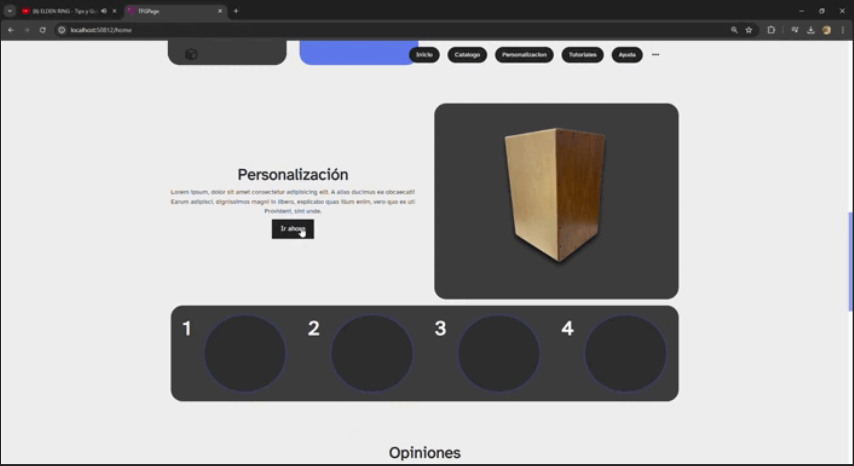 (6) ELDEN RING - Tips y Gu
TFGPage
localhost:50812/home
Inicio
Catalogo
Personalizacion
Tutoriales
Ayuda
Personalización
Lorem ipsum, dolor sit amet consectetur adipisicing elit. A alias ducimus ea obcaecati!
Earum adipisci, dignissimos magni in libero, explicabo quas illum enim, vero quo ex ut!
Provident, sint unde.
Ir ahora
1
2
3
4
Opiniones